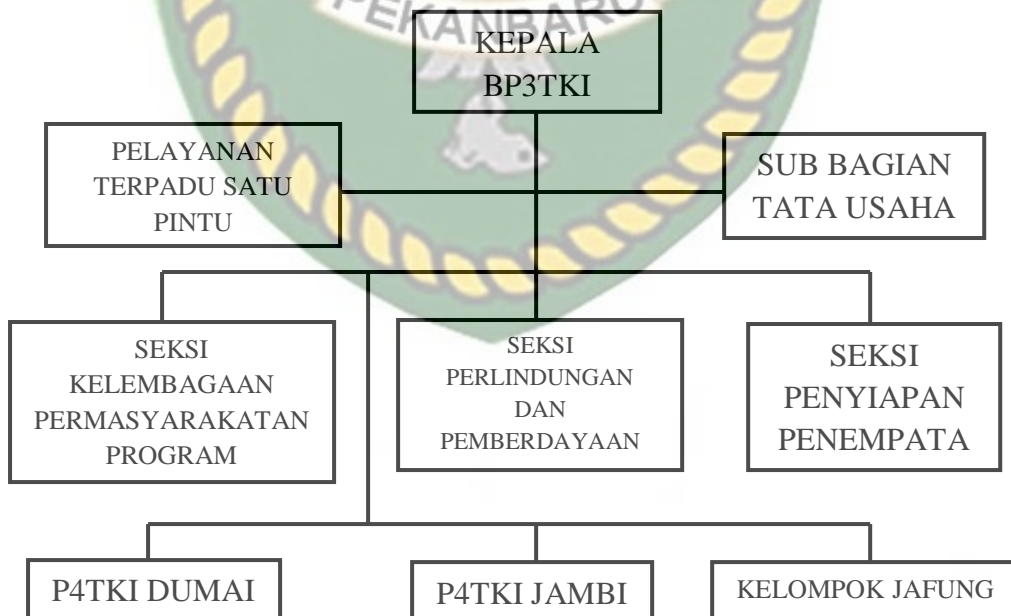 PEKANBARU
KEPALA
BP3TKI
PELAYANAN
TERPADU SATU
PINTU
SUB BAGIAN
TATA USAHA
SEKSI
KELEMBAGAAN
PERMASYARAKATAN
PROGRAM
SEKSI
PERLINDUNGAN
DAN
PEMBERDAYAAN
SEKSI
PENYIAPAN
PENEMPATA
P4TKI DUMAI
P4TKI JAMBI
KELOMPOK JAFUNG